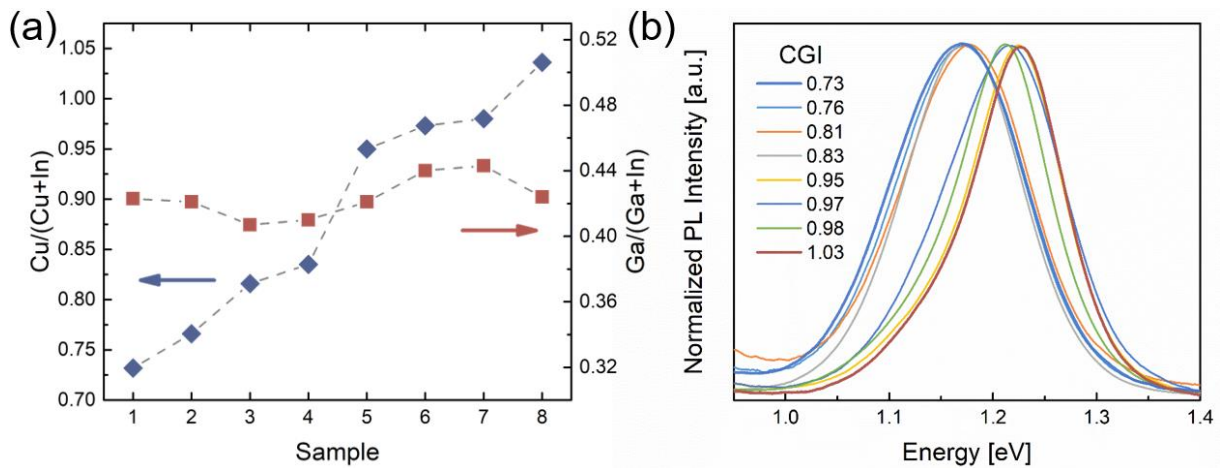 (a)
Cu/(Cu+In)
1.05
1.00
0.95
0.90
0.85
0.80
0.75
0.70
1 2 3 4 5 6 7 8
Sample
0.52
0.48
0.44
0.40
0.36
0.32
Ga/(Ga+In)
(b)
Normalized PL Intensity [a.u.]
CGI
0.73
0.76
0.81
0.83
0.95
0.97
0.98
1.03
1.0 1.1 1.2 1.3 1.4
Energy [eV]